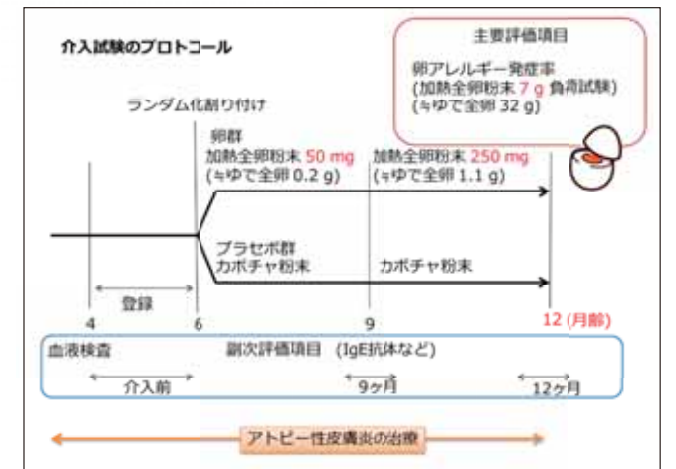 介入試験のプロトコール
主要評価項目
卵アレルギー発症率
(加熱全卵粉末 7 g 負荷試験)
(≒ゆで全卵 32 g)
ランダム化割り付け
卵群
加熱全卵粉末 50 mg
(≒ゆで全卵 0.2 g)
加熱全卵粉末 250 mg
(≒ゆで全卵 1.1 g)
プラセボ群
カボチャ粉末
カボチャ粉末
登録
4
6
9
12 (月齢)
血液検査
副次評価項目 (IgE抗体など)
介入前
9ヶ月
12ヶ月
アトピー性皮膚炎の治療